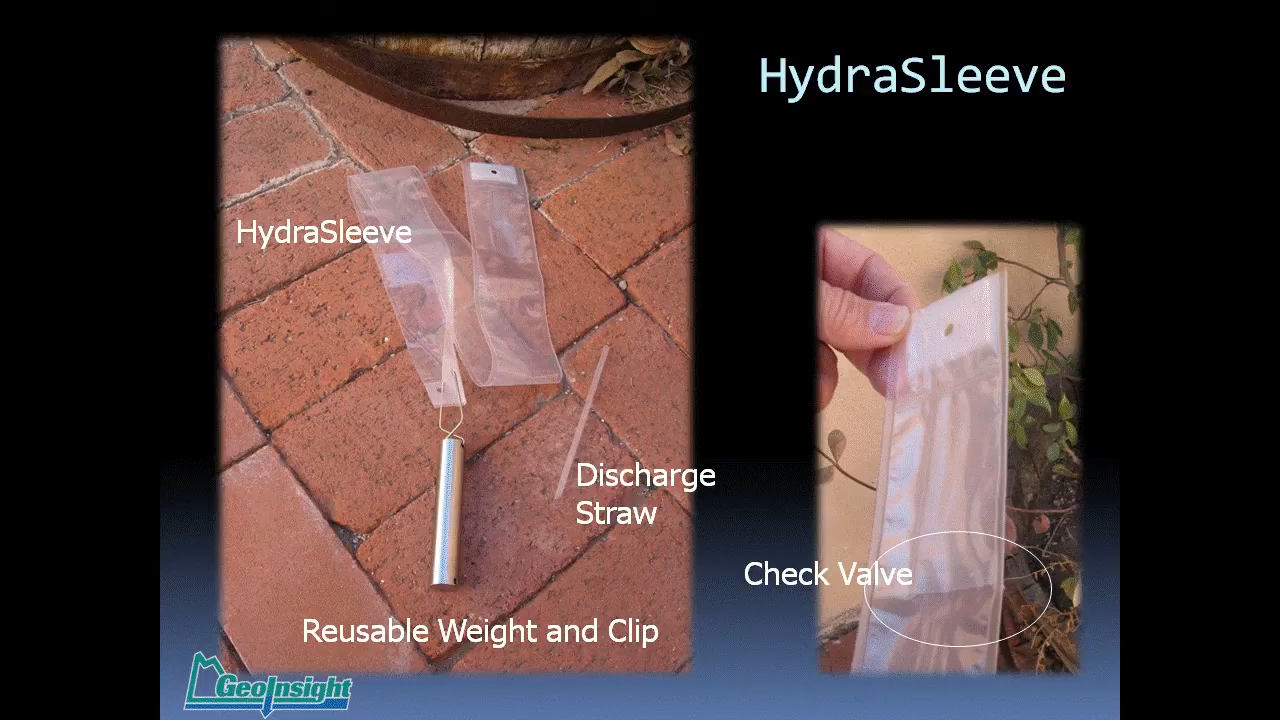 HydraSleeve
HydraSleeve
Discharge
Straw
Check Valve
Reusable Weight and Clip
GeoInsight